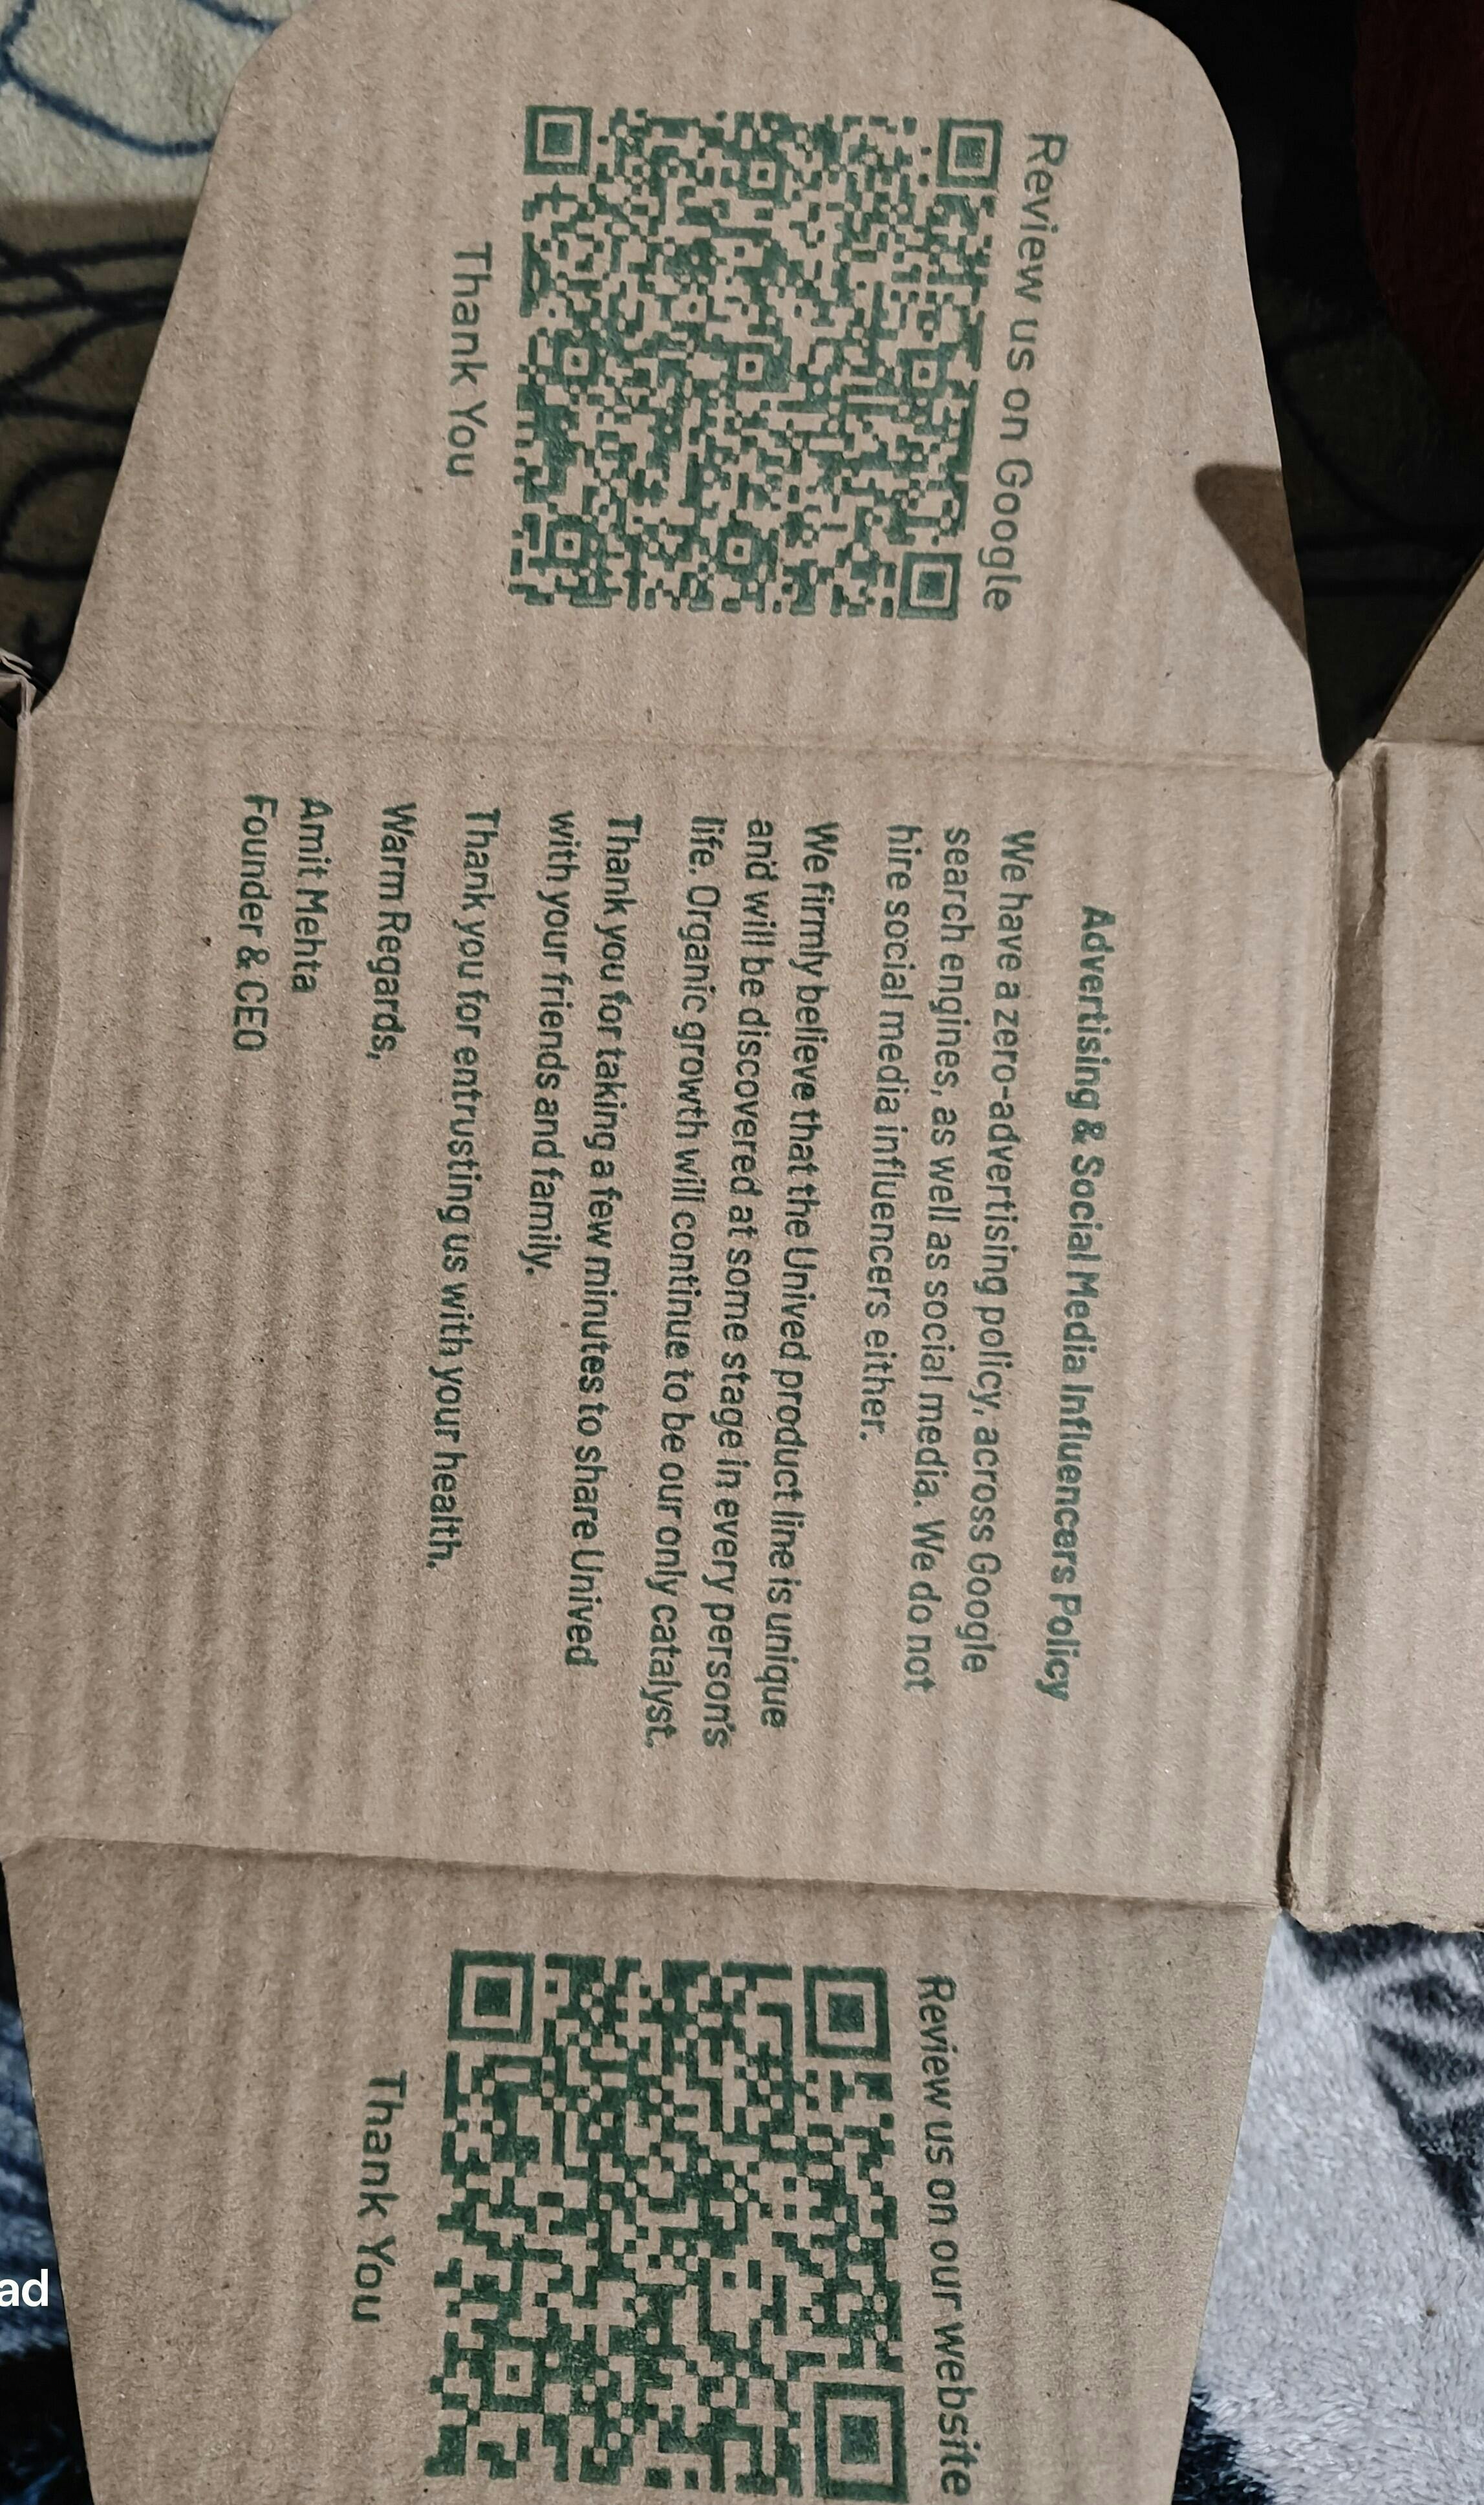 Review us on Google
Thank You
Advertising & Social Media Influencers Policy
We have a zero-advertising policy, across Google
search engines, as well as social media. We do not
hire social media influencers either.
We firmly believe that the Unived product line is unique
and will be discovered at some stage in every person's
life. Organic growth will continue to be our only catalyst.
Thank you for taking a few minutes to share Unived
with your friends and family.
Thank you for entrusting us with your health.
Warm Regards,
Amit Mehta
Founder & CEO
Review us on our website
Thank You
ad